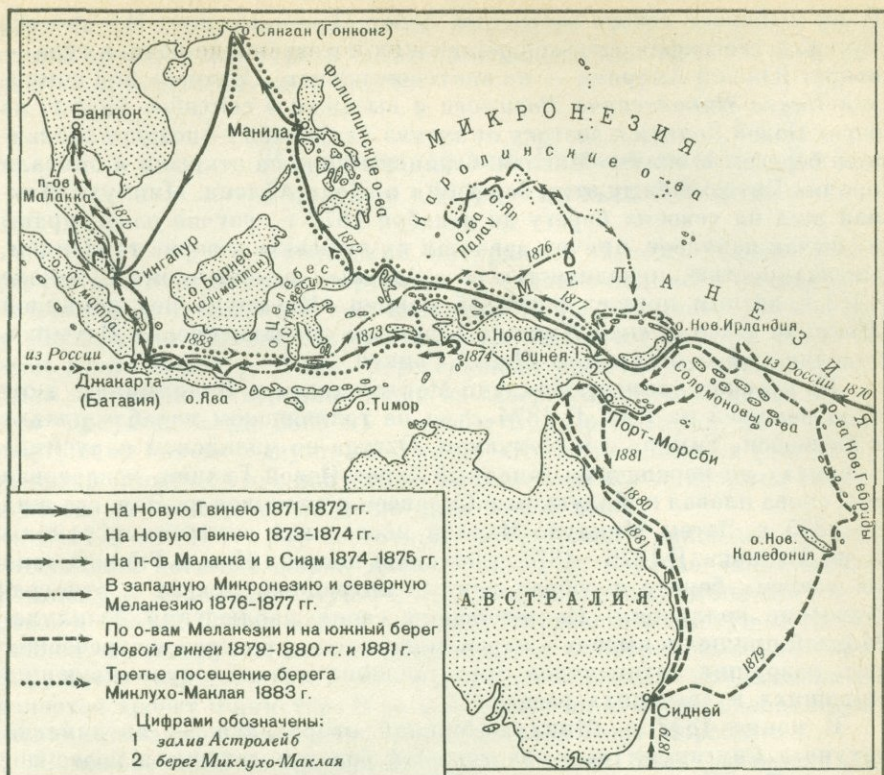 Сянган (Гонконг)
Бангкок
Манила
Филиппинские о-ва
МИКРОНЕЗИЯ
Каролинские о-ва
п-ов
Маланка
1875
о-ва Яп
о-ва Палау
1876
Сингапур
о. Борнео
(Калимантан)
1872
о. Целебес
(Сулавеси)
МЕЛАНЕЗИЯ
1877
Суматра
1883
1873
о. Новая
Гвинея 1
2
о. Нов. Ирландия
из России
1874
из России 1870
Джакарта
(Батавия)
о. Ява
о. Тимор
Соломоновы о-ва
Порт-Морсби
1881
о-ва Нов. Гебриды
1880
1881
о. Нов.
Каледония
АВСТРАЛИЯ
1879
Сидней
1879
На Новую Гвинею 1871-1872 гг.
На Новую Гвинею 1873-1874 гг.
На п-ов Маланка и в Сиам 1874-1875 гг.
В западную Микронезию и северную
Меланезию 1876-1877 гг.
По о-вам Меланезии и на южный берег
Новой Гвинеи 1879-1880 гг. и 1881 г.
Третье посещение берега
Миклухо-Маклая 1883 г.
Цифрами обозначены:
1 залив Астролейб
2 берег Миклухо-Маклая